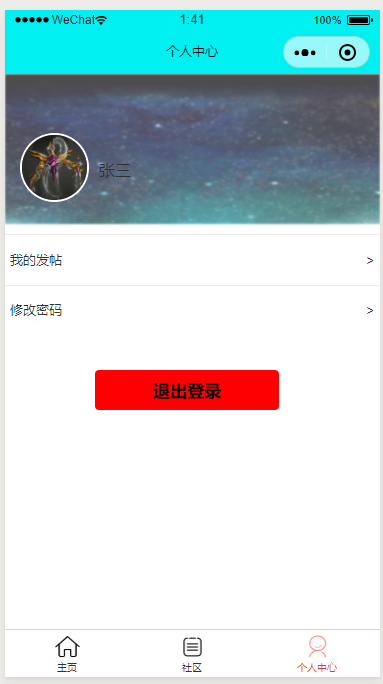 WeChat 1:41 100%
个人中心
张三
我的发帖 >
修改密码 >
退出登录
主页 社区 个人中心